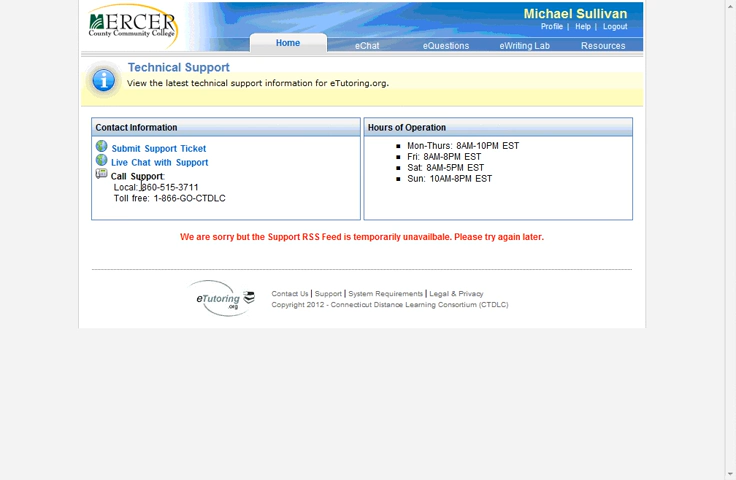 MERCER
County Community College
Michael Sullivan
Profile | Help | Logout
Home
eChat
eQuestions
eWriting Lab
Resources
Technical Support
View the latest technical support information for eTutoring.org.
Contact Information
Submit Support Ticket
Live Chat with Support
Call Support:
Local: 860-515-3711
Toll free: 1-866-GO-CTDLC
Hours of Operation
Mon-Thurs: 8AM-10PM EST
Fri: 8AM-8PM EST
Sat: 8AM-5PM EST
Sun: 10AM-8PM EST
We are sorry but the Support RSS Feed is temporarily unavailbale. Please try again later.
eTutoring
.org
Contact Us | Support | System Requirements | Legal & Privacy
Copyright 2012 - Connecticut Distance Learning Consortium (CTDLC)